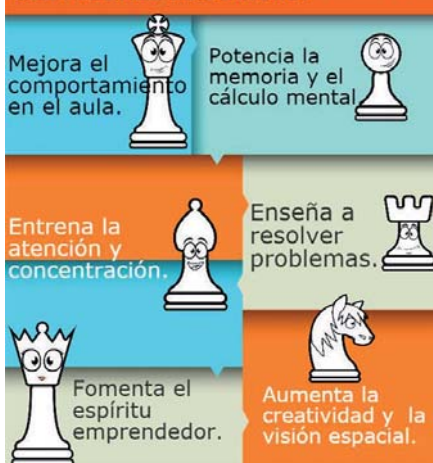 Mejora el
comportamiento
en el aula.
Potencia la
memoria y el
cálculo mental
Entrena la
atención y
concentración.
Enseña a
resolver
problemas.
Fomenta el
espíritu
emprendedor.
Aumenta la
creatividad y la
visión espacial.